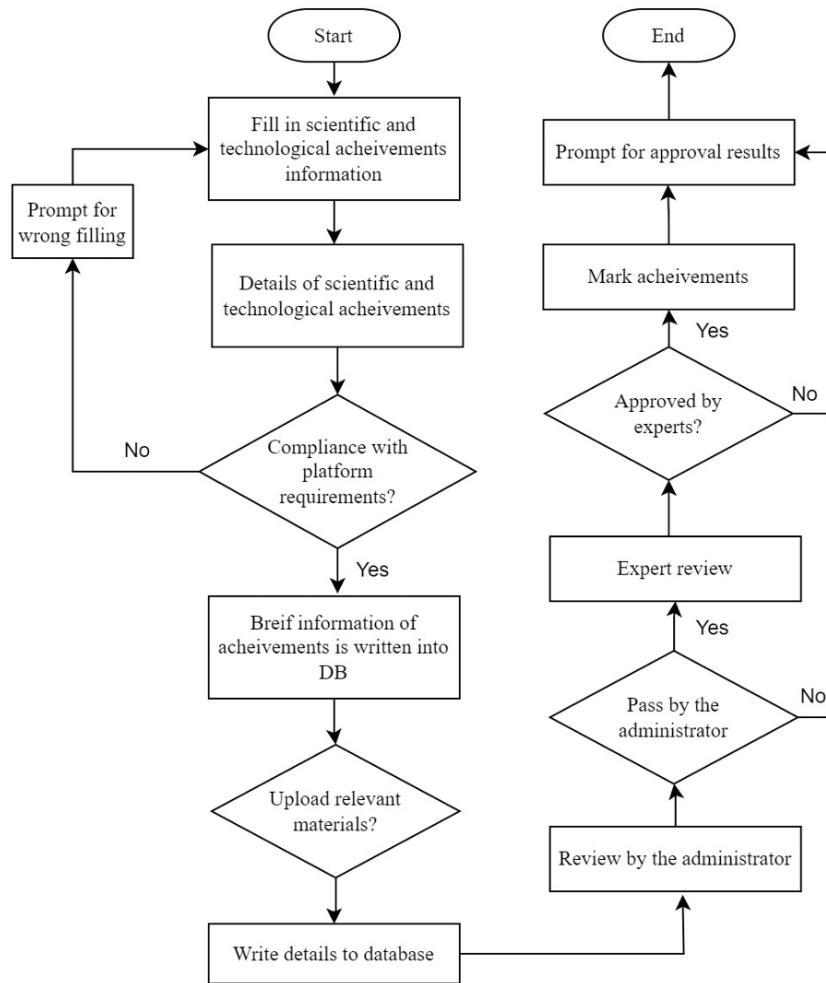 Start
Fill in scientific and
technological acheivements
information
Prompt for
wrong filling
Details of scientific and
technological acheivements
No
Compliance with
platform
requirements?
Yes
Breif information of
acheivements is written into
DB
Upload relevant
materials?
Write details to database
End
Prompt for approval results
Mark acheivements
Yes
Approved by
experts?
No
Expert review
Yes
Pass by the
administrator
No
Review by the administrator